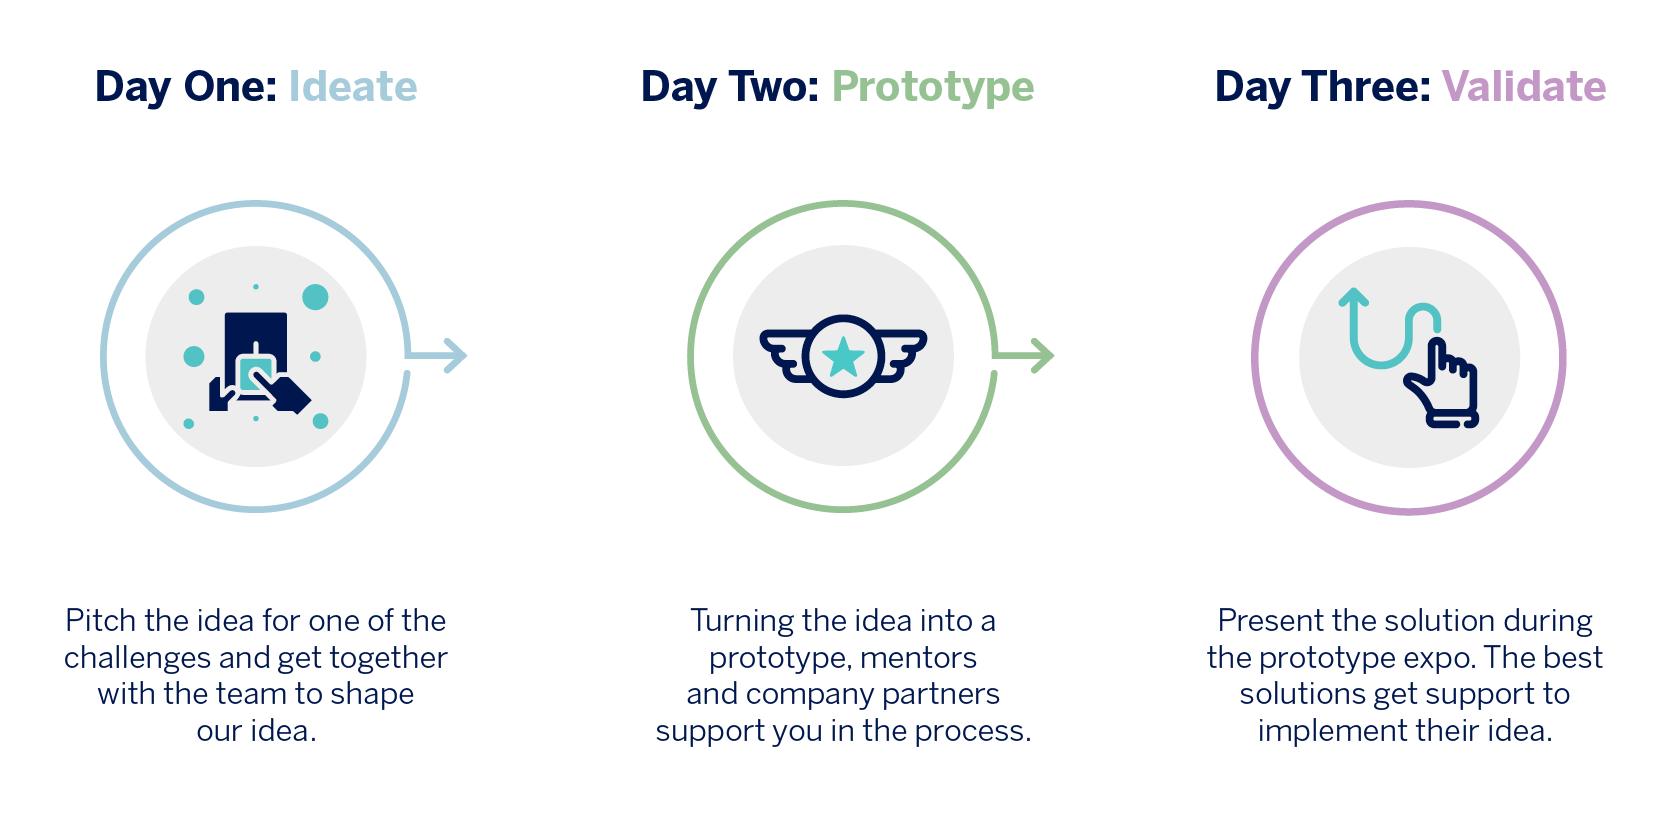 Day One: Ideate
Pitch the idea for one of the
challenges and get together
with the team to shape
our idea.
Day Two: Prototype
Turning the idea into a
prototype, mentors
and company partners
support you in the process.
Day Three: Validate
Present the solution during
the prototype expo. The best
solutions get support to
implement their idea.